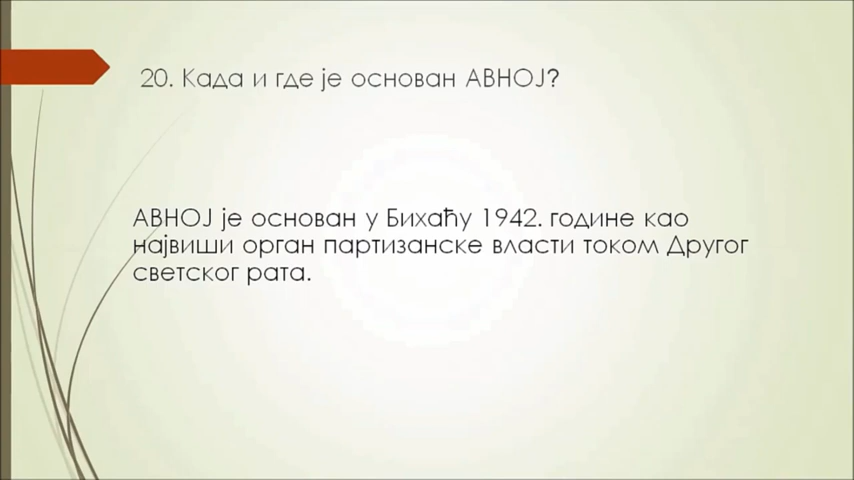 20. Када и где је основан АВНОЈ?
АВНОЈ је основан у Бихаћу 1942. године као
највиши орган партизанске власти током Другог
светског рата.